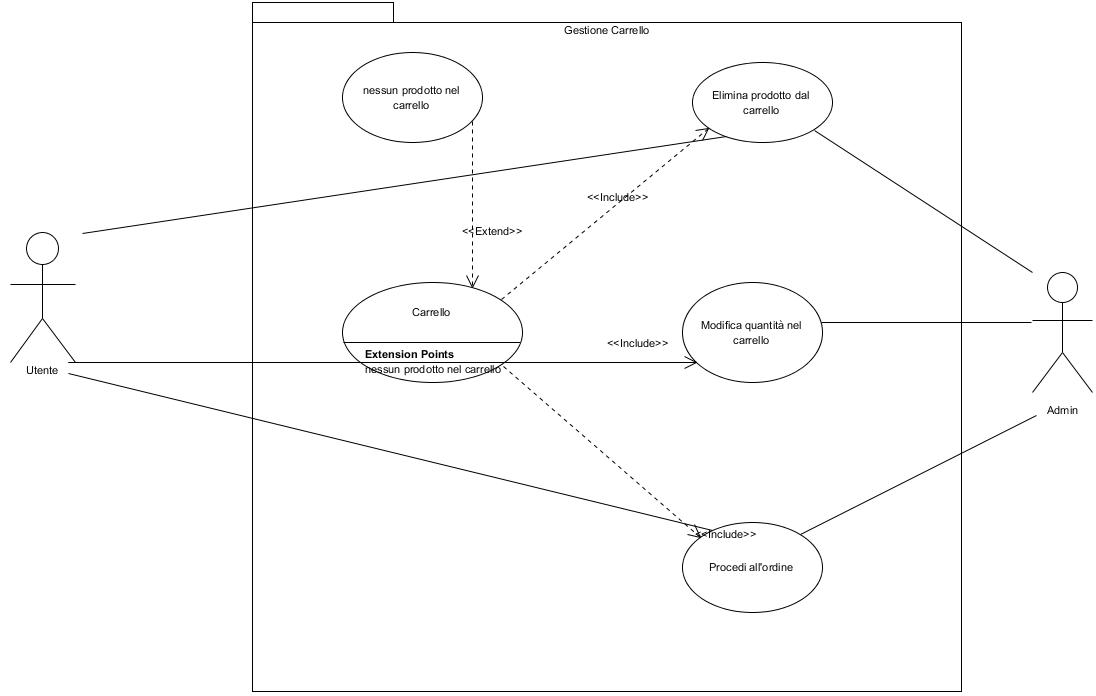 Gestione Carrello
nessun prodotto nel
carrello
Elimina prodotto dal
carrello
<<Include>>
<<Extend>>
Carrello
Extension Points
nessun prodotto nel carrello
<<Include>>
Modifica quantità nel
carrello
Utente
Admin
<<Include>>
Procedi all'ordine